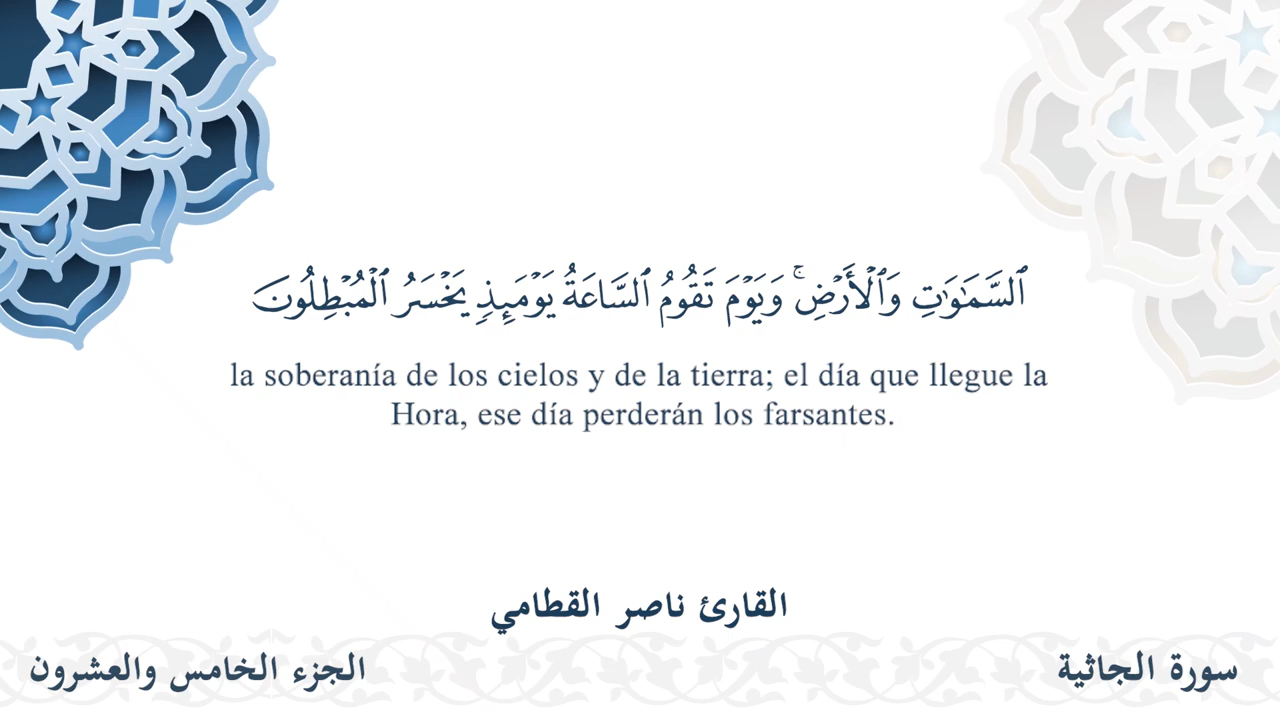 ٱلسَّمَٰوَٰتِ وَٱلْأَرْضِ ۚ وَيَوْمَ تَقُومُ ٱلسَّاعَةُ يَوْمَئِذٍ يَخْسَرُ ٱلْمُبْطِلُونَ
la soberanía de los cielos y de la tierra; el día que llegue la
Hora, ese día perderán los farsantes.
القارئ ناصر القطامي
سورة الجاثية
الجزء الخامس والعشرون